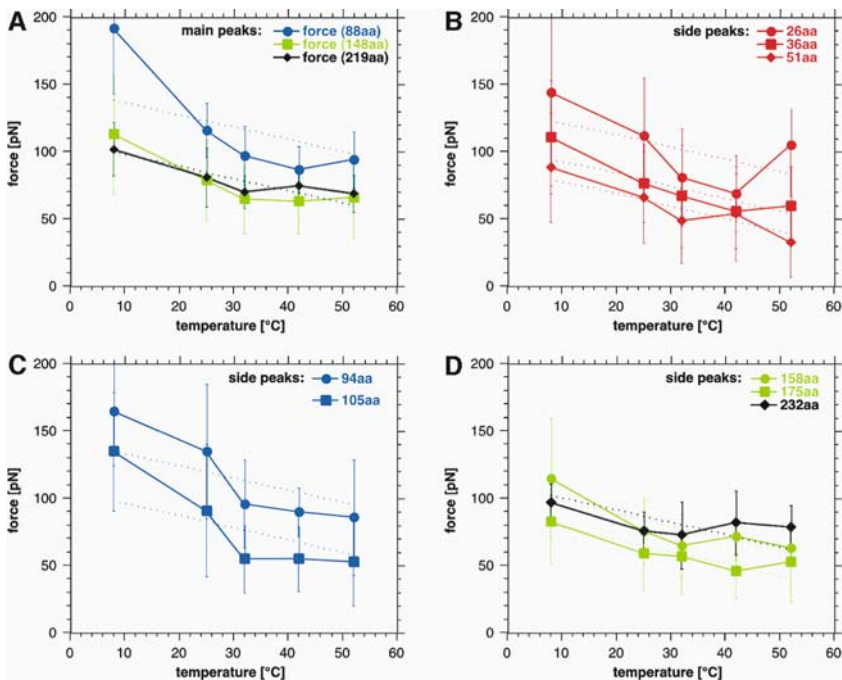 A
main peaks:
force (88aa)
force (148aa)
force (219aa)
200
150
100
50
0
force [pN]
0 10 20 30 40 50 60
temperature [°C]
B
side peaks:
26aa
36aa
51aa
200
150
100
50
0
force [pN]
0 10 20 30 40 50 60
temperature [°C]
C
side peaks:
94aa
105aa
200
150
100
50
0
force [pN]
0 10 20 30 40 50 60
temperature [°C]
D
side peaks:
158aa
175aa
232aa
200
150
100
50
0
force [pN]
0 10 20 30 40 50 60
temperature [°C]